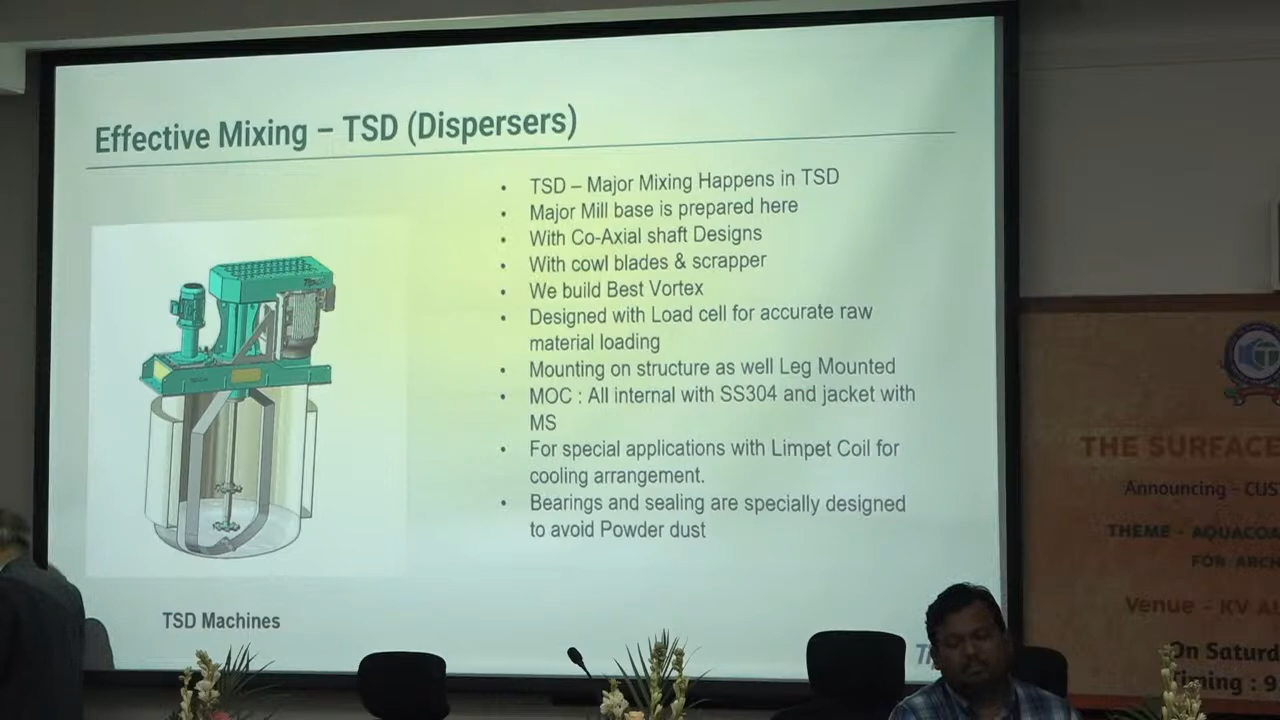 Effective Mixing – TSD (Dispersers)
• TSD – Major Mixing Happens in TSD
• Major Mill base is prepared here
• With Co-Axial shaft Designs
• With cowl blades & scrapper
• We build Best Vortex
• Designed with Load cell for accurate raw
material loading
• Mounting on structure as well Leg Mounted
• MOC : All internal with SS304 and jacket with
MS
• For special applications with Limpet Coil for
cooling arrangement.
• Bearings and sealing are specially designed
to avoid Powder dust
TSD Machines
THE SURFACE
Announcing - CUS
THEME - AQUACOA
FOR ARCH
Venue - KV A
On Saturd
Timing : 9